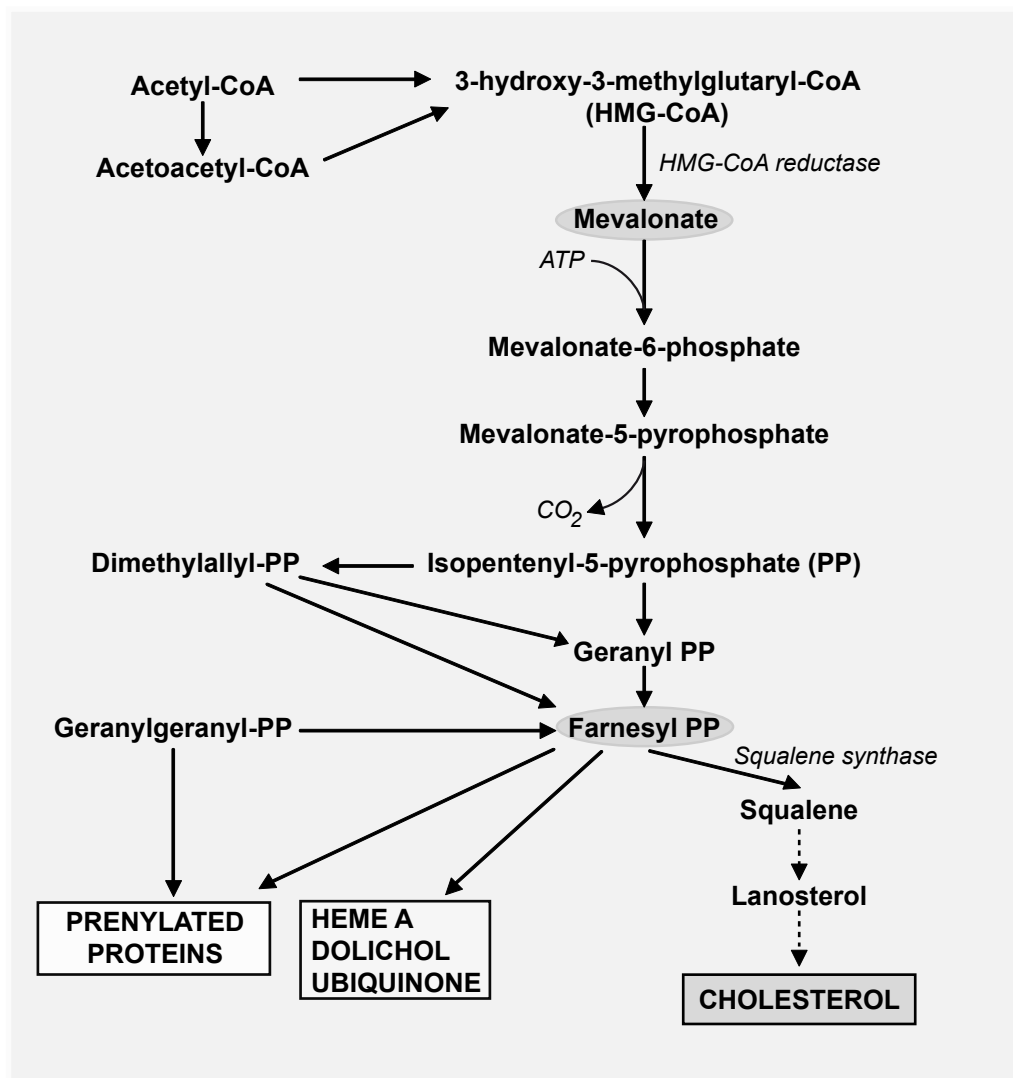 Acetyl-CoA
3-hydroxy-3-methylglutaryl-CoA
(HMG-CoA)
Acetoacetyl-CoA
HMG-CoA reductase
Mevalonate
ATP
Mevalonate-6-phosphate
Mevalonate-5-pyrophosphate
CO2
Dimethylallyl-PP
Isopentenyl-5-pyrophosphate (PP)
Geranyl PP
Geranylgeranyl-PP
Farnesyl PP
Squalene synthase
Squalene
Lanosterol
PRENYLATED
PROTEINS
HEME A
DOLICHOL
UBIQUINONE
CHOLESTEROL